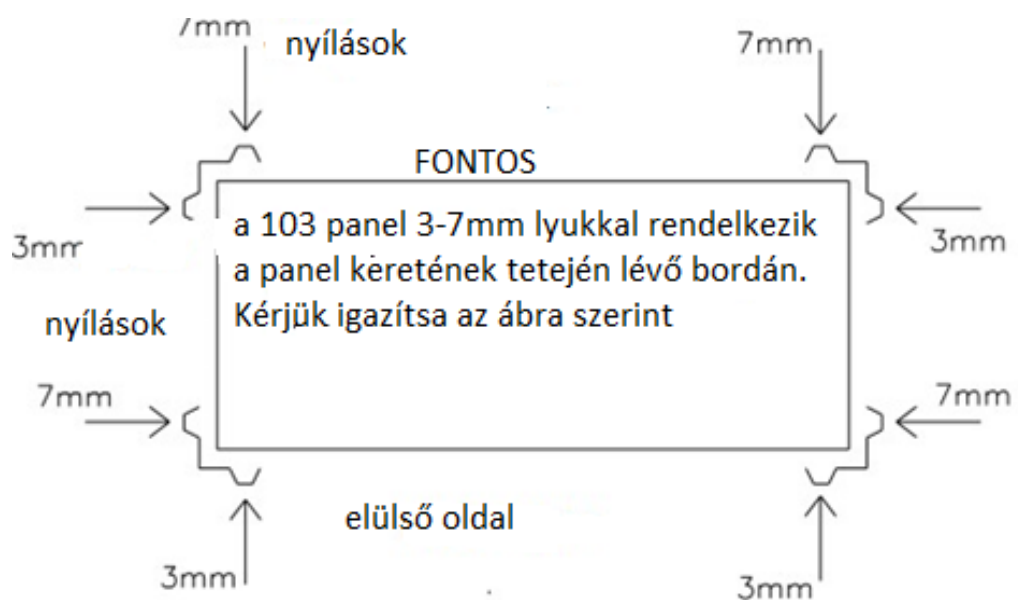 7mm
nyílások
7mm
FONTOS
a 103 panel 3-7mm lyukkal rendelkezik
a panel keretének tetején lévő bordán.
Kérjük igazítsa az ábra szerint
3mm
3mm
nyílások
7mm
7mm
elülső oldal
3mm
3mm